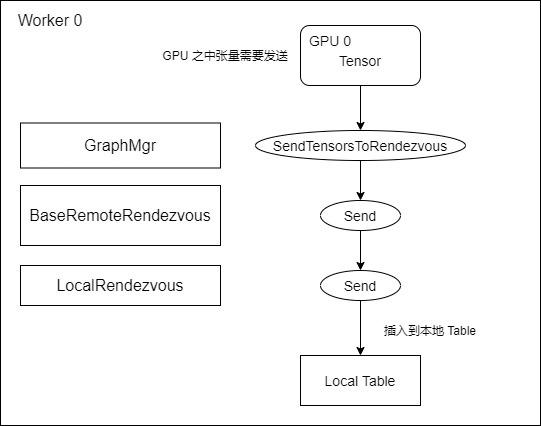 Worker 0
GPU 之中张量需要发送
GPU 0
Tensor
GraphMgr
SendTensorsToRendezvous
BaseRemoteRendezvous
Send
LocalRendezvous
Send
插入到本地 Table
Local Table